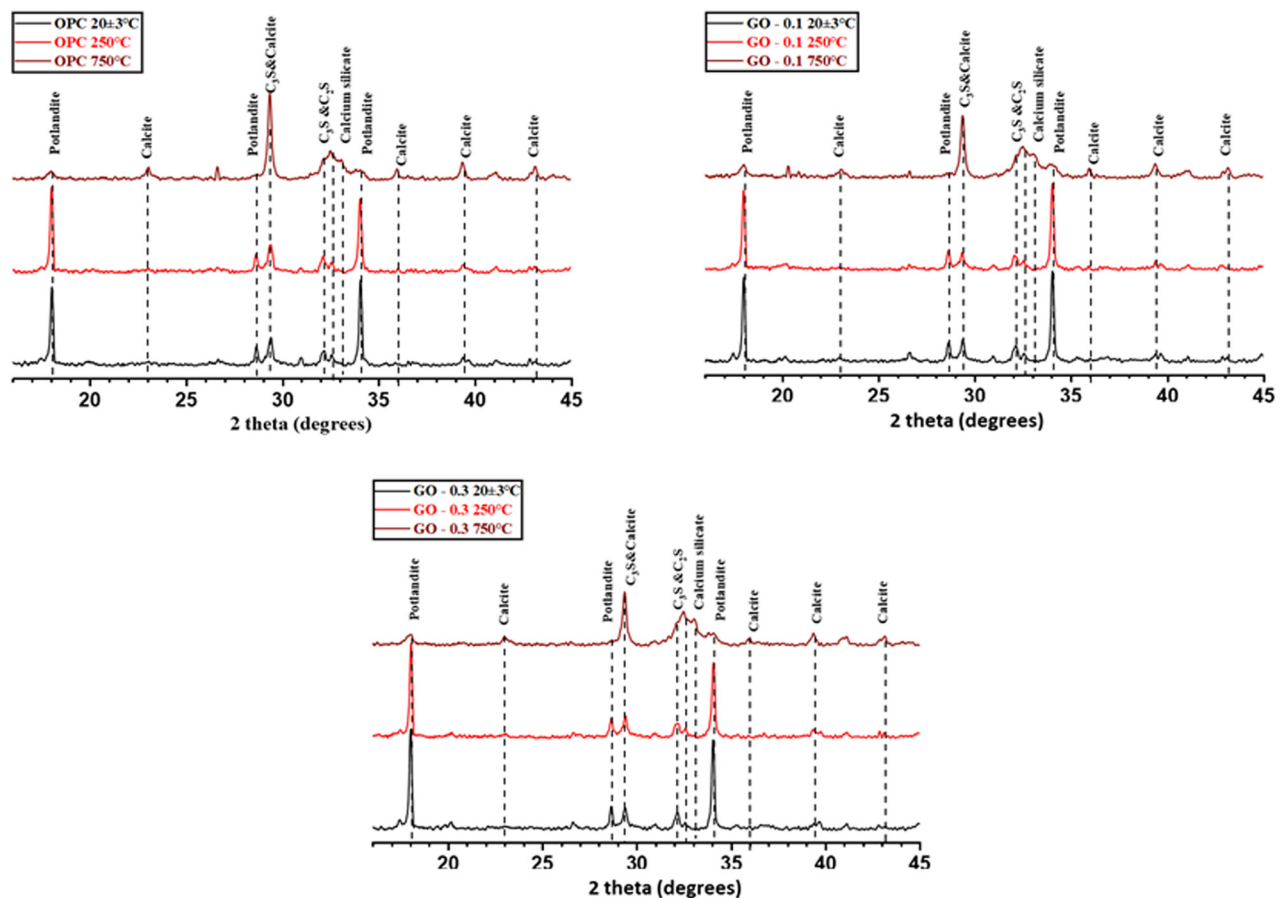 OPC 20±3°C
OPC 250°C
OPC 750°C
Potlandite
Calcite
Potlandite
C₃S&Calcite
C₃S &C₂S
Calcium silicate
Potlandite
Calcite
Calcite
Calcite
20 25 30 35 40 45
2 theta (degrees)
GO - 0.1 20±3°C
GO - 0.1 250°C
GO - 0.1 750°C
Potlandite
Calcite
Potlandite
C₃S&Calcite
C₃S &C₂S
Calcium silicate
Potlandite
Calcite
Calcite
Calcite
20 25 30 35 40 45
2 theta (degrees)
GO - 0.3 20±3°C
GO - 0.3 250°C
GO - 0.3 750°C
Potlandite
Calcite
Potlandite
C₃S&Calcite
C₃S &C₂S
Calcium silicate
Potlandite
Calcite
Calcite
Calcite
20 25 30 35 40 45
2 theta (degrees)